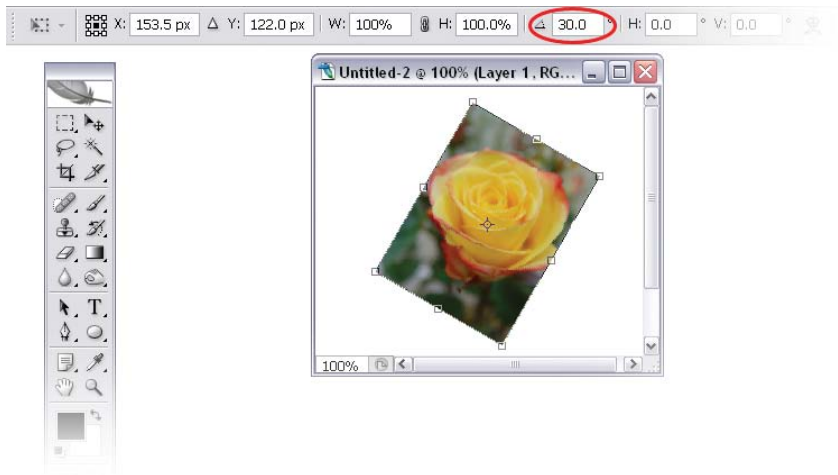 X: 153.5 px Δ Y: 122.0 px W: 100% H: 100.0% 30.0 ° H: 0.0 ° V: 0.0 °
Untitled-2 @ 100% (Layer 1, RG...
T
100%